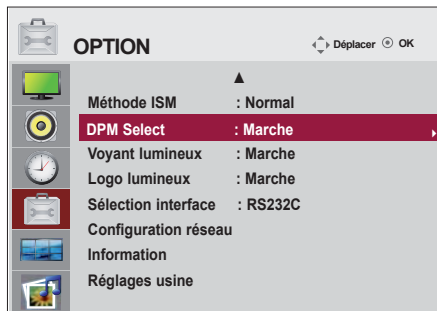 OPTION
Déplacer OK
Méthode ISM : Normal
DPM Select : Marche
Voyant lumineux : Marche
Logo lumineux : Marche
Sélection interface : RS232C
Configuration réseau
Information
Réglages usine